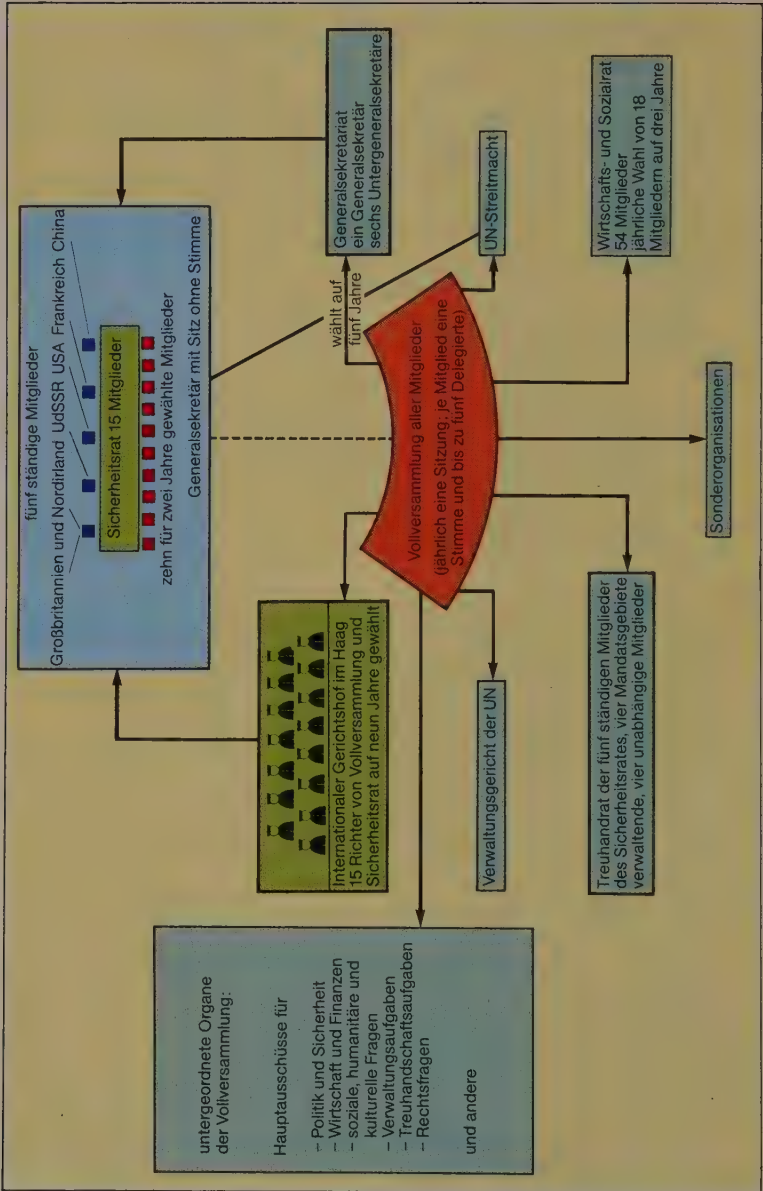 fünf ständige Mitglieder
Großbritannien und Nordirland UdSSR USA Frankreich China
Sicherheitsrat 15 Mitglieder
zehn für zwei Jahre gewählte Mitglieder
Generalsekretär mit Sitz ohne Stimme
untergeordnete Organe
der Vollversammlung:
Hauptausschüsse für
– Politik und Sicherheit
– Wirtschaft und Finanzen
– soziale, humanitäre und
kulturelle Fragen
– Verwaltungsaufgaben
– Treuhandschaftsaufgaben
– Rechtsfragen
und andere
Internationaler Gerichtshof im Haag
15 Richter von Vollversammlung und
Sicherheitsrat auf neun Jahre gewählt
wählt auf
fünf Jahre
Generalsekretariat
ein Generalsekretär
sechs Untergeneralsekretäre
Vollversammlung aller Mitglieder
(jährlich eine Sitzung; je Mitglied eine
Stimme und bis zu fünf Delegierte)
Verwaltungsgericht der UN
UN-Streitmacht
Treuhandrat der fünf ständigen Mitglieder
des Sicherheitsrates, vier Mandatsgebiete
verwaltende, vier unabhängige Mitglieder
Sonderorganisationen
Wirtschafts- und Sozialrat
54 Mitglieder
jährliche Wahl von 18
Mitgliedern auf drei Jahre